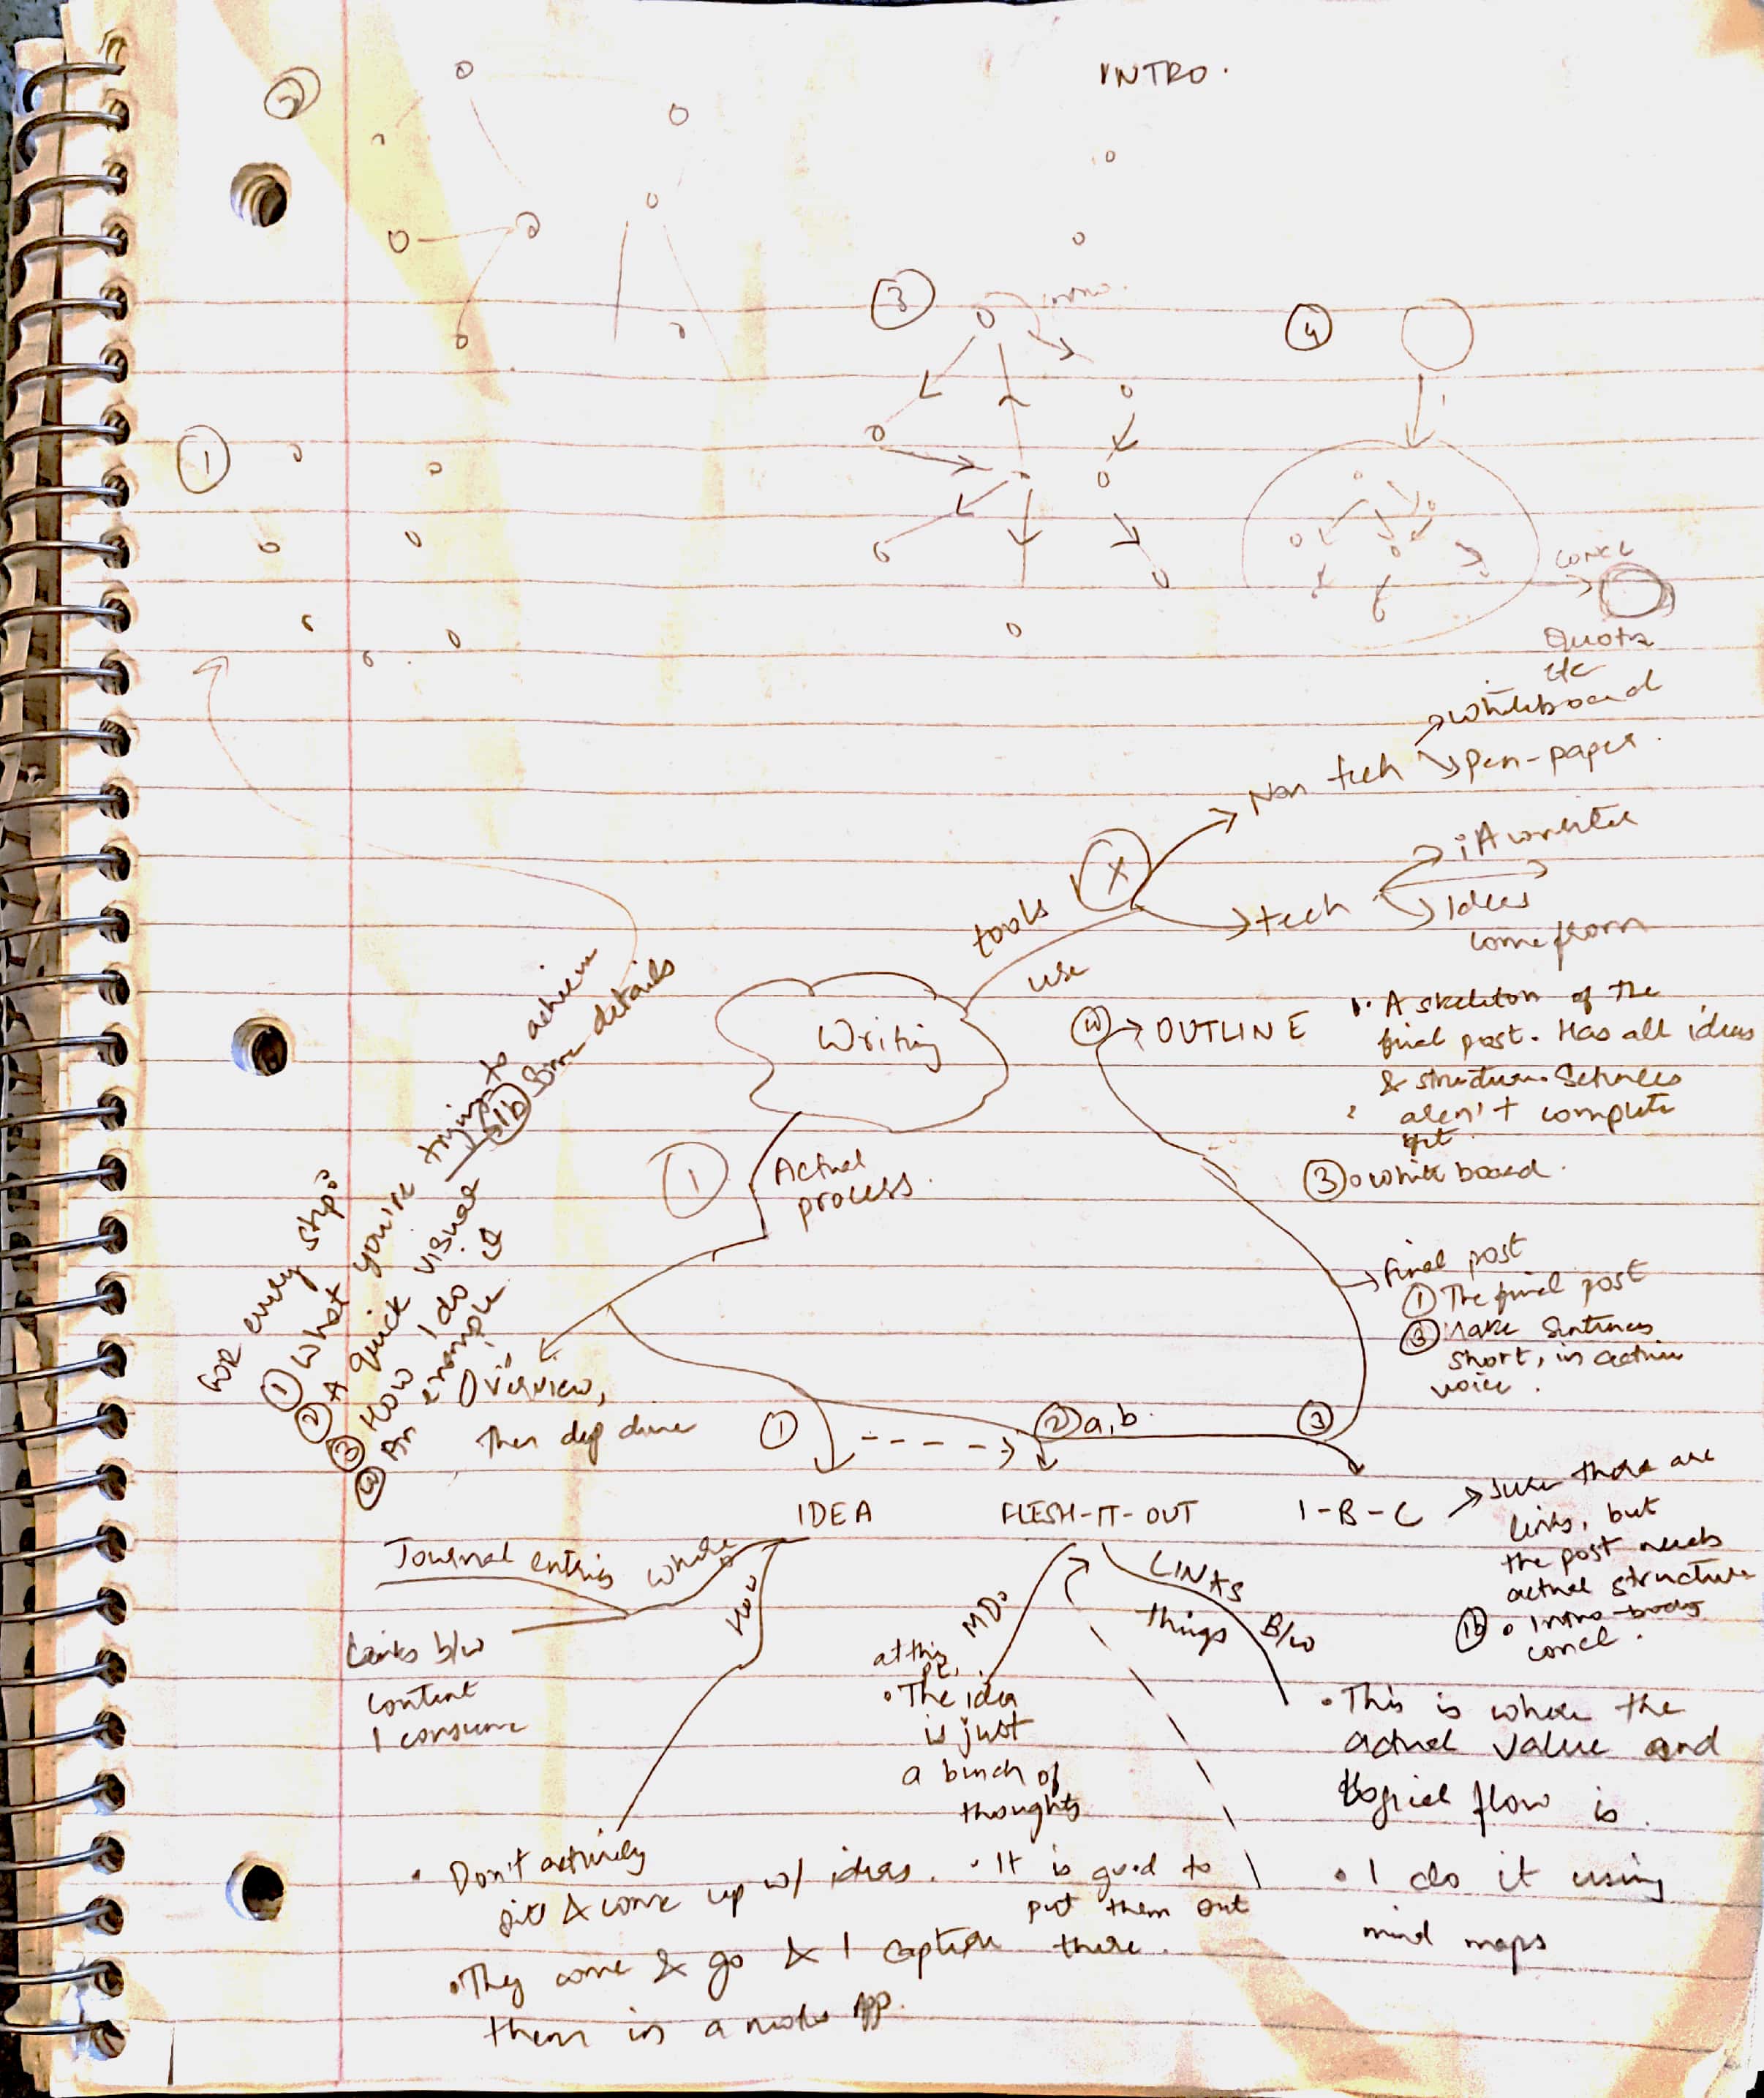 INTRO.
②
③
intro.
④
①
concl
Quotes
etc
Non tech
whiteboard
pen-paper.
X
tools
use
tech
iA writer
Ideas
come from
Writing
④ → OUTLINE
A skeleton of the
final post. Has all ideas
& structure. Sentences
aren't complete
yet.
③ whiteboard.
①
Actual
process.
FOR every step:
① What you're trying to achieve
② A quick visual
1b Some details
③ How I do it
④ An example
Overview,
Then deep dive
Final post
① The final post
③ Make sentences
short, in active
voice.
①
② a, b.
③
IDEA
FLESH-IT-OUT
I-B-C
Sure there are
links, but
the post needs
actual structure
1b Intro-body
concl.
Journal entries
where
How
Links b/w
content
I consume
MD
LINKS
B/w
things
at this
pt,
The idea
is just
a bunch of
thoughts
It is good to
put them out
there.
Don't actively
sit & come up w/ ideas.
They come & go & I capture
them in a notes app.
This is where the
actual value and
logical flow is.
I do it using
mind maps